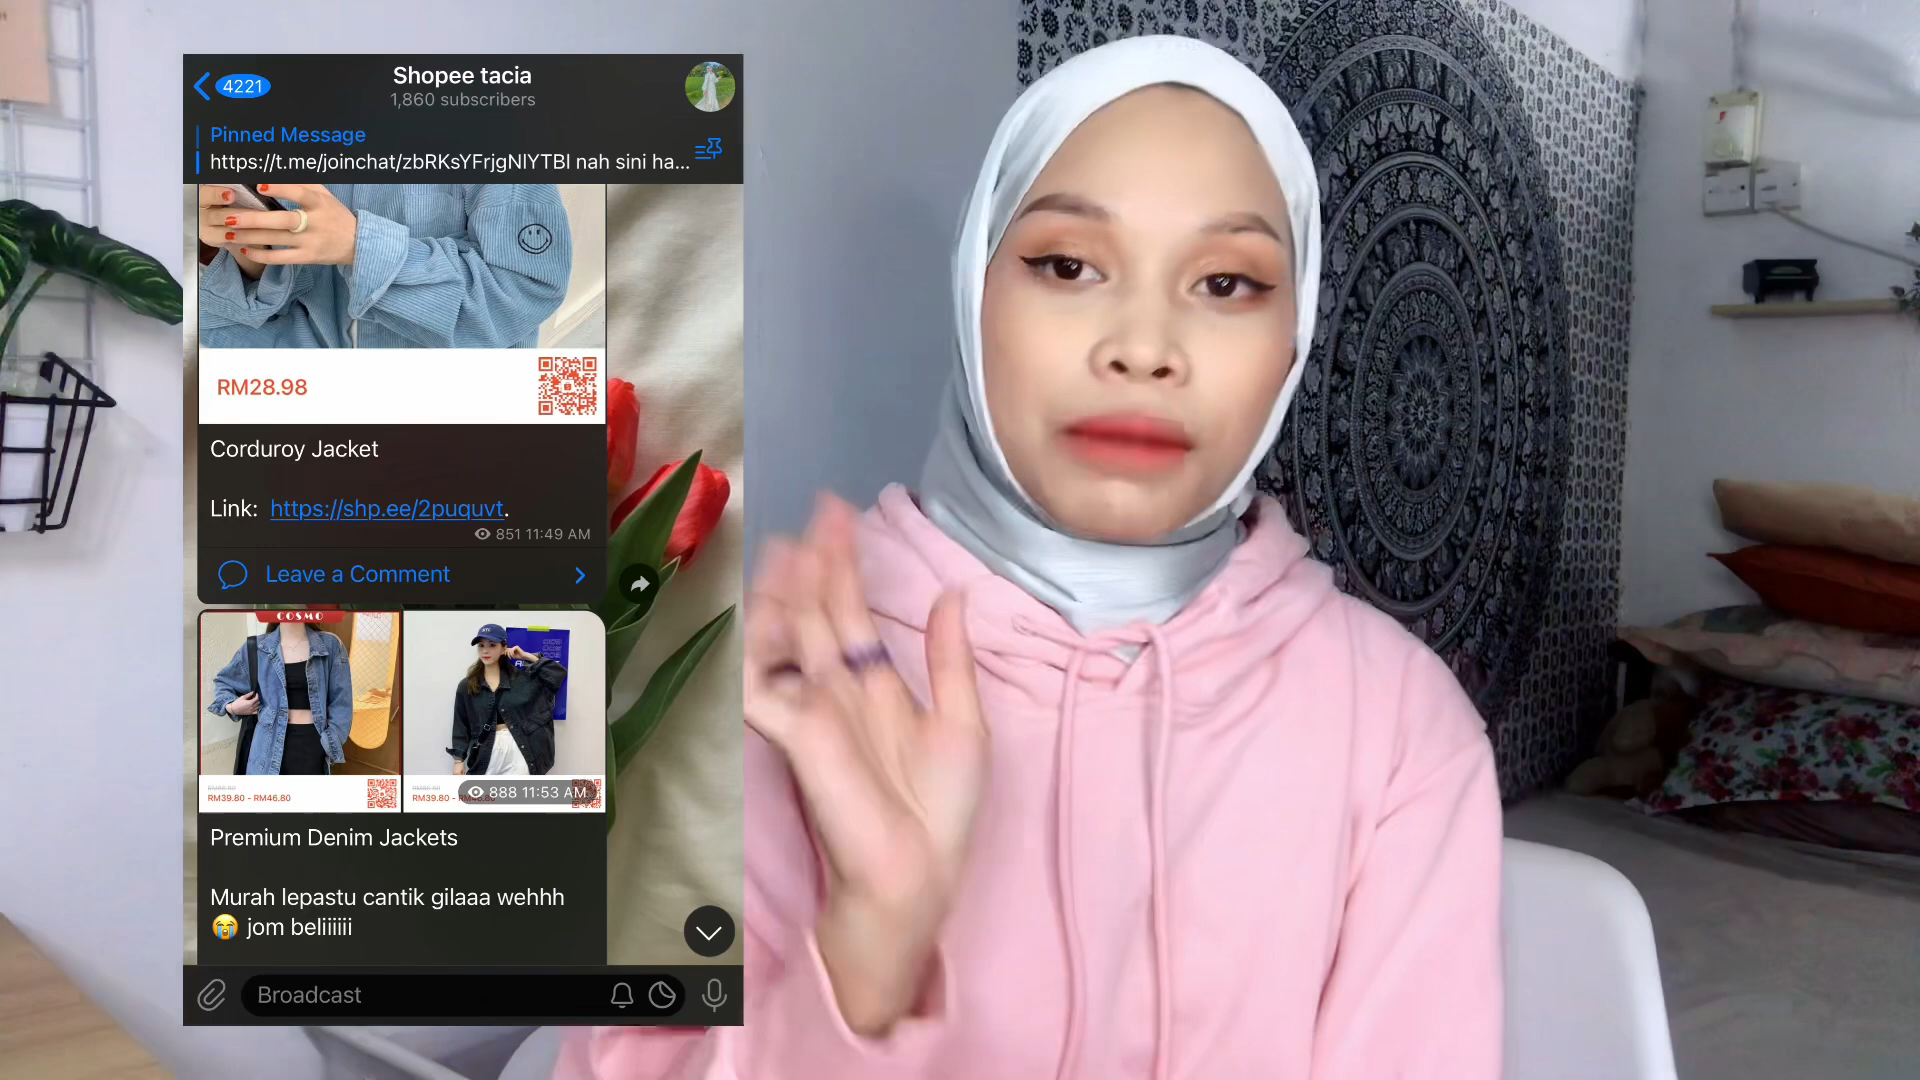 4221
Shopee tacia
1,860 subscribers
Pinned Message
https://t.me/joinchat/zbRKsYFrjgNlYTBl nah sini ha...
RM28.98
Corduroy Jacket
Link: https://shp.ee/2puquvt.
851 11:49 AM
Leave a Comment
COSMO
RM39.80 - RM46.80
RM39.80 -
888 11:53 AM
Premium Denim Jackets
Murah lepastu cantik gilaaa wehhh
😭 jom beliiiiii
Broadcast